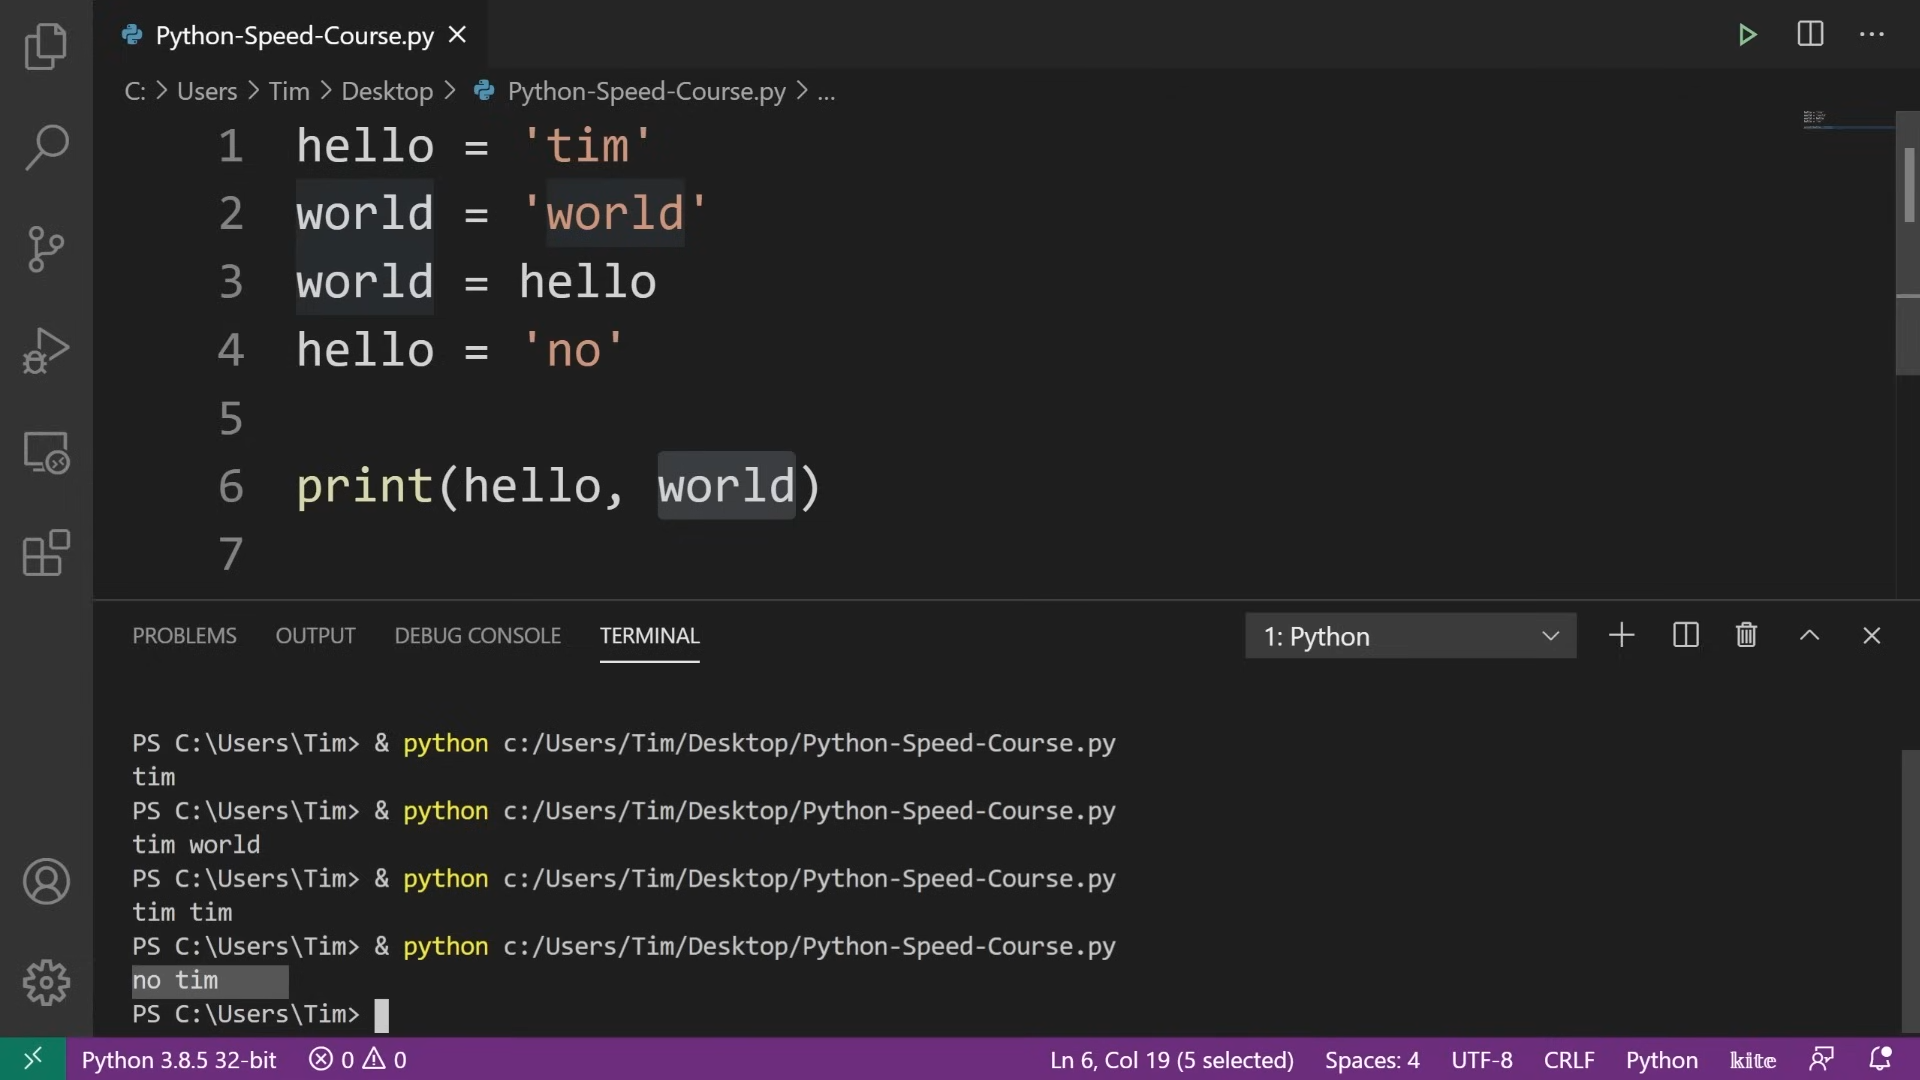 Python-Speed-Course.py
C: > Users > Tim > Desktop > Python-Speed-Course.py > ...
1 hello = 'tim'
2 world = 'world'
3 world = hello
4 hello = 'no'
5
6 print(hello, world)
7
PROBLEMS OUTPUT DEBUG CONSOLE TERMINAL 1: Python
PS C:\Users\Tim> & python c:/Users/Tim/Desktop/Python-Speed-Course.py
tim
PS C:\Users\Tim> & python c:/Users/Tim/Desktop/Python-Speed-Course.py
tim world
PS C:\Users\Tim> & python c:/Users/Tim/Desktop/Python-Speed-Course.py
tim tim
PS C:\Users\Tim> & python c:/Users/Tim/Desktop/Python-Speed-Course.py
no tim
PS C:\Users\Tim>
Python 3.8.5 32-bit 0 0 Ln 6, Col 19 (5 selected) Spaces: 4 UTF-8 CRLF Python kite